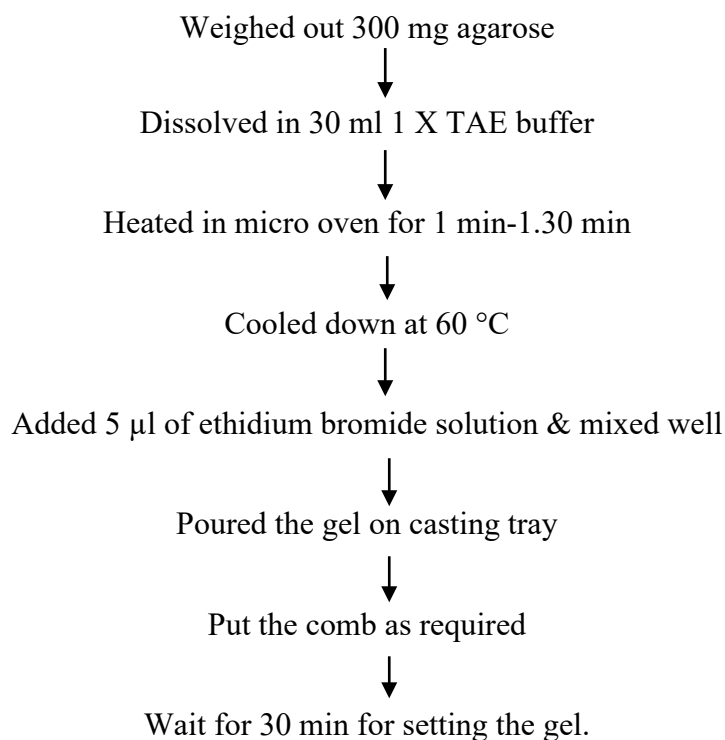 Weighed out 300 mg agarose
Dissolved in 30 ml 1 X TAE buffer
Heated in micro oven for 1 min-1.30 min
Cooled down at 60 °C
Added 5 µl of ethidium bromide solution & mixed well
Poured the gel on casting tray
Put the comb as required
Wait for 30 min for setting the gel.